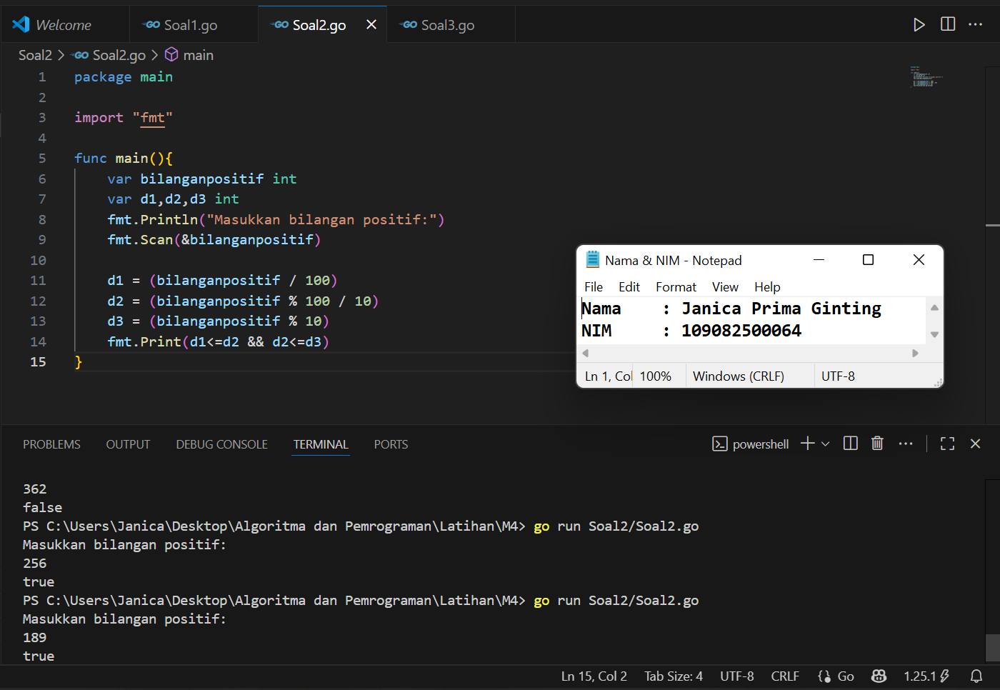 Welcome
GO Soal1.go
GO Soal2.go
GO Soal3.go
Soal2 > GO Soal2.go > main
1 package main
2
3 import "fmt"
4
5 func main(){
6 var bilanganpositif int
7 var d1,d2,d3 int
8 fmt.Println("Masukkan bilangan positif:")
9 fmt.Scan(&bilanganpositif)
10
11 d1 = (bilanganpositif / 100)
12 d2 = (bilanganpositif % 100 / 10)
13 d3 = (bilanganpositif % 10)
14 fmt.Print(d1<=d2 && d2<=d3)
15 }
Nama & NIM - Notepad
File Edit Format View Help
Nama : Janica Prima Ginting
NIM : 109082500064
Ln 1, Col 100% Windows (CRLF) UTF-8
PROBLEMS OUTPUT DEBUG CONSOLE TERMINAL PORTS
powershell
362
false
PS C:\Users\Janica\Desktop\Algoritma dan Pemrograman\Latihan\M4> go run Soal2/Soal2.go
Masukkan bilangan positif:
256
true
PS C:\Users\Janica\Desktop\Algoritma dan Pemrograman\Latihan\M4> go run Soal2/Soal2.go
Masukkan bilangan positif:
189
true
Ln 15, Col 2 Tab Size: 4 UTF-8 CRLF Go 1.25.1